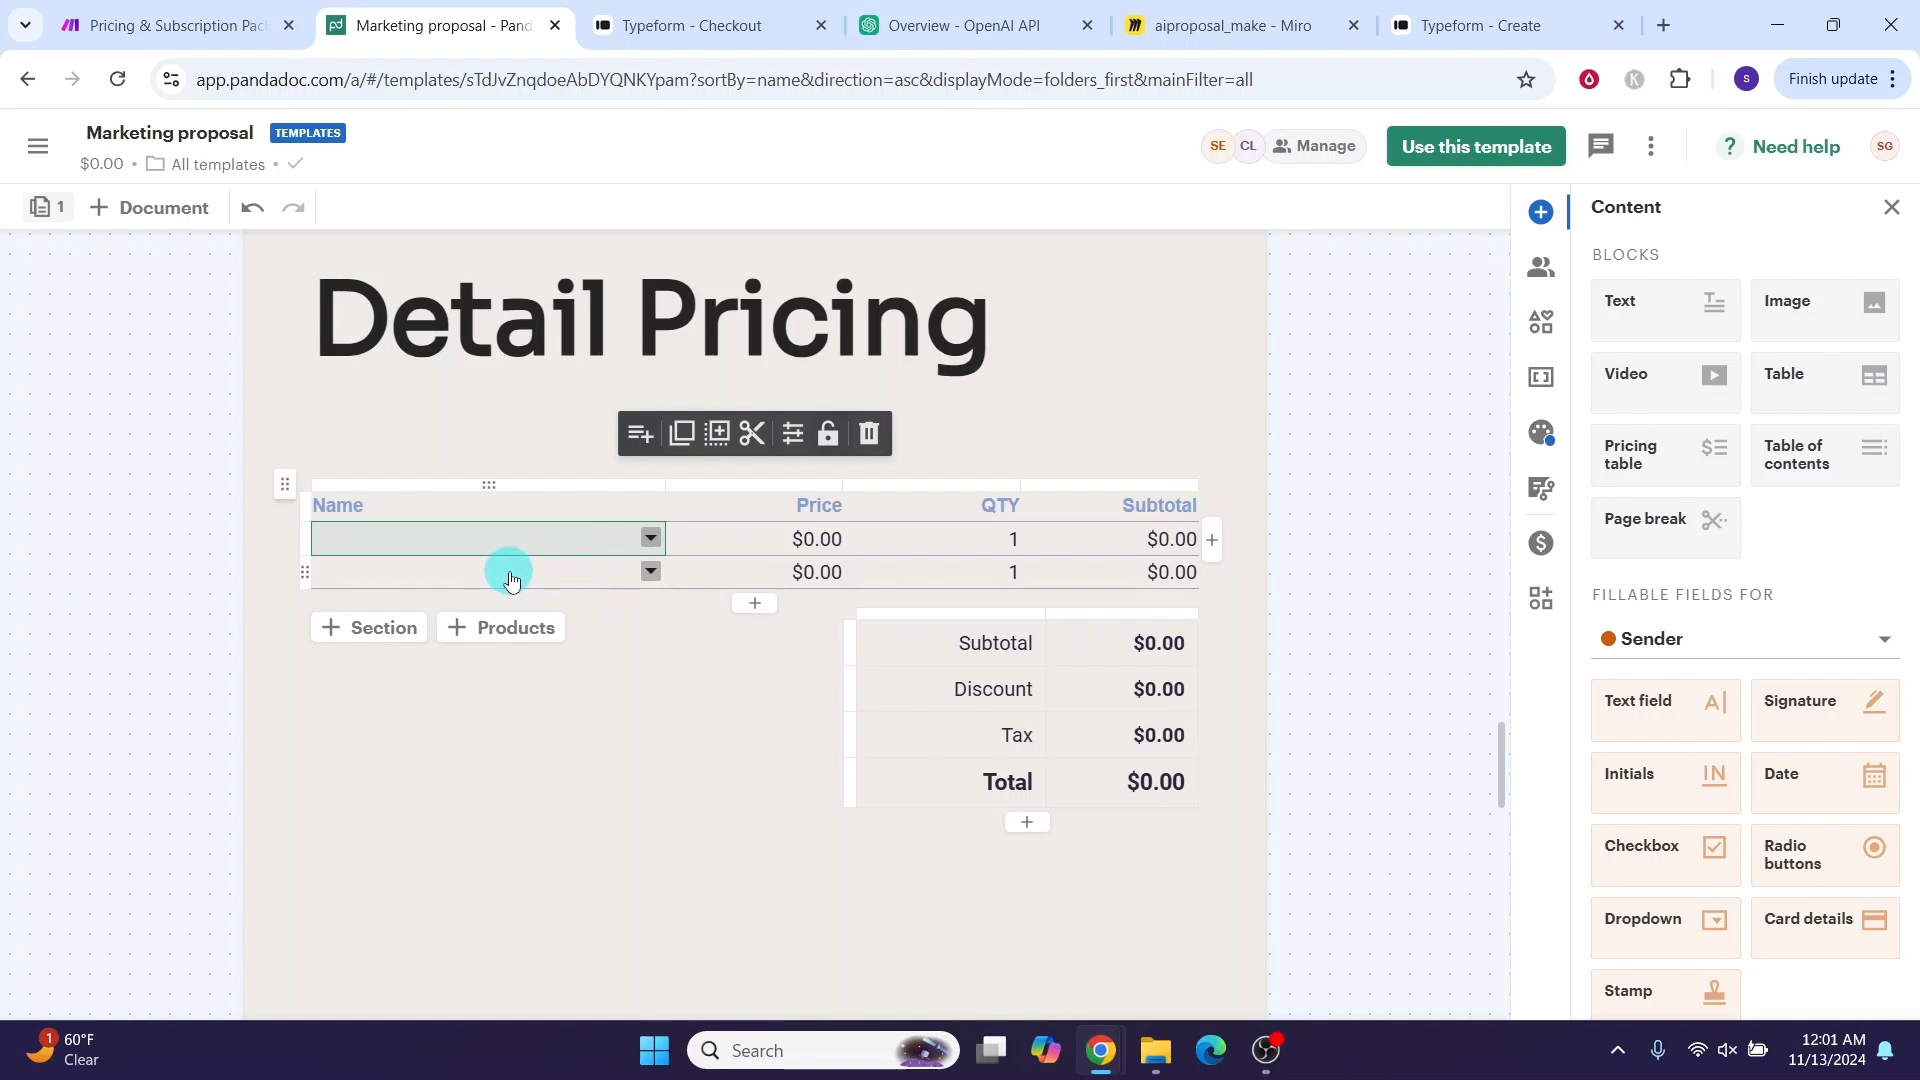 Pricing & Subscription Pac
Marketing proposal - Pand
Typeform - Checkout
Overview - OpenAI API
aiproposal_make - Miro
Typeform - Create
app.pandadoc.com/a/#/templates/sTdJvZnqdoeAbDYQNKYpam?sortBy=name&direction=asc&displayMode=folders_first&mainFilter=all
K
S
Finish update
Marketing proposal
TEMPLATES
$0.00 • All templates •
SE
CL
Manage
Use this template
? Need help
SG
1
+ Document
Content
BLOCKS
Text
Image
Video
Table
Pricing table
Table of contents
Page break
FILLABLE FIELDS FOR
Sender
Text field
Signature
Initials
IN
Date
Checkbox
Radio buttons
Dropdown
Card details
Stamp
Detail Pricing
Name Price QTY Subtotal
$0.00 1 $0.00
$0.00 1 $0.00
+ Section
+ Products
Subtotal $0.00
Discount $0.00
Tax $0.00
Total $0.00
1
60°F
Clear
Search
12:01 AM
11/13/2024